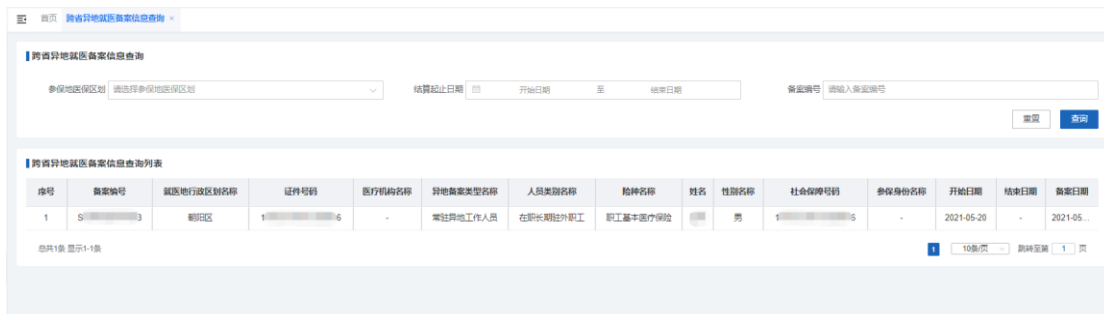 首页 跨省异地就医备案信息查询 ×
跨省异地就医备案信息查询
参保地医保区划 请选择参保地医保区划 结算起止日期 开始日期 至 结束日期 备案编号 请输入备案编号
重置 查询
跨省异地就医备案信息查询列表
序号 备案编号 就医地行政区划名称 证件号码 医疗机构名称 异地备案类型名称 人员类别名称 险种名称 姓名 性别名称 社会保障号码 参保身份名称 开始日期 结束日期 备案日期
1 S 3 朝阳区 1 6 - 常驻异地工作人员 在职长期驻外职工 职工基本医疗保险 男 1 6 - 2021-05-20 - 2021-05...
总共1条 显示1-1条 1 10条/页 跳转至第 1 页